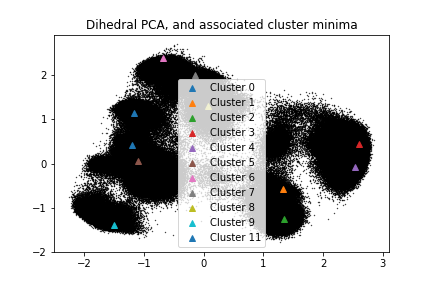 Dihedral PCA, and associated cluster minima
2
1
0
−1
−2
−2
−1
0
1
2
3
Cluster 0
Cluster 1
Cluster 2
Cluster 3
Cluster 4
Cluster 5
Cluster 6
Cluster 7
Cluster 8
Cluster 9
Cluster 11